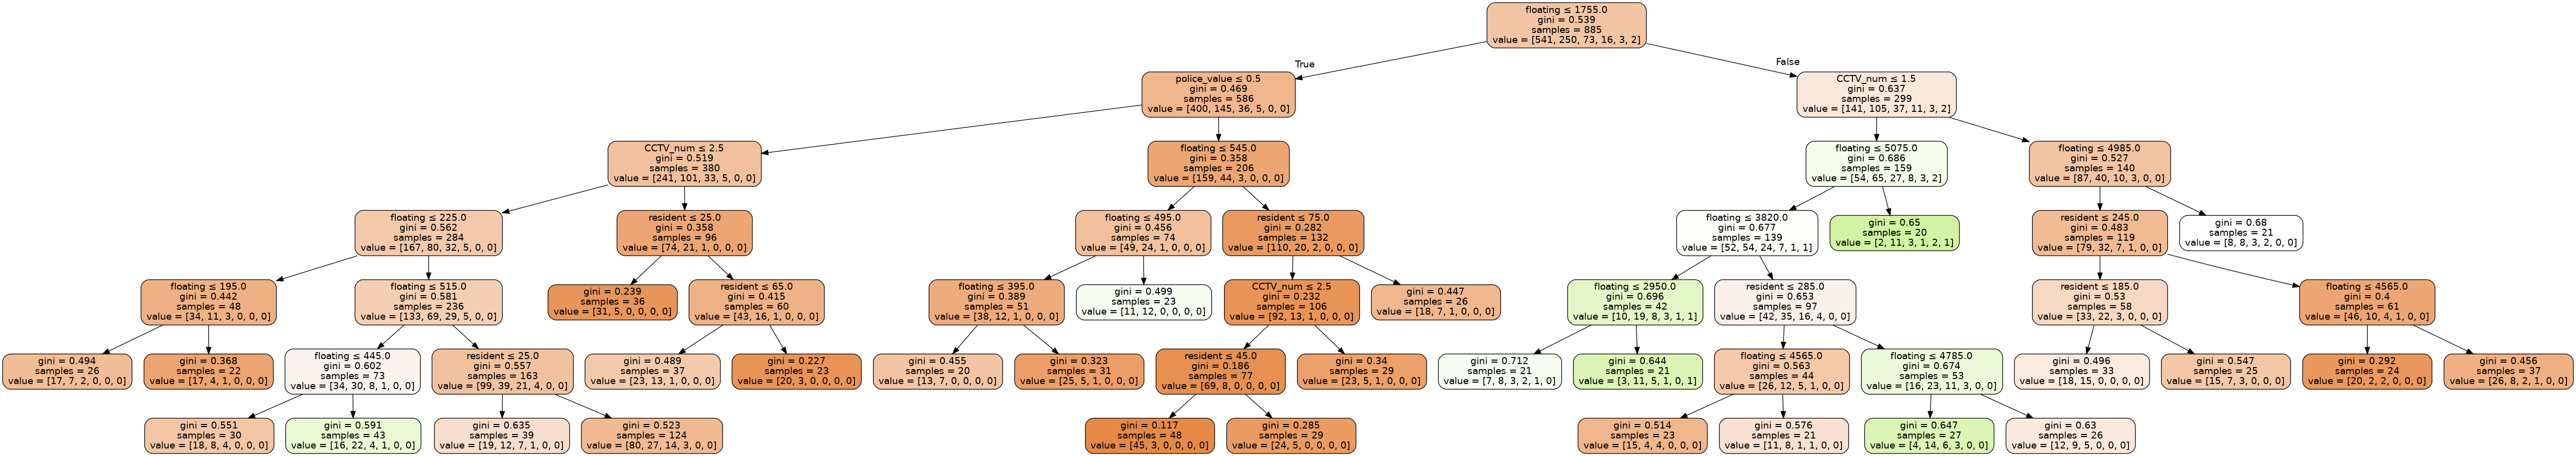 floating ≤ 1755.0
gini = 0.539
samples = 885
value = [541, 250, 73, 16, 3, 2]
True
False
police_value ≤ 0.5
gini = 0.469
samples = 586
value = [400, 145, 36, 5, 0, 0]
CCTV_num ≤ 1.5
gini = 0.637
samples = 299
value = [141, 105, 37, 11, 3, 2]
CCTV_num ≤ 2.5
gini = 0.519
samples = 380
value = [241, 101, 33, 5, 0, 0]
floating ≤ 545.0
gini = 0.358
samples = 206
value = [159, 44, 3, 0, 0, 0]
floating ≤ 5075.0
gini = 0.686
samples = 159
value = [54, 65, 27, 8, 3, 2]
floating ≤ 4985.0
gini = 0.527
samples = 140
value = [87, 40, 10, 3, 0, 0]
floating ≤ 225.0
gini = 0.562
samples = 284
value = [167, 80, 32, 5, 0, 0]
resident ≤ 25.0
gini = 0.358
samples = 96
value = [74, 21, 1, 0, 0, 0]
floating ≤ 495.0
gini = 0.456
samples = 74
value = [49, 24, 1, 0, 0, 0]
resident ≤ 75.0
gini = 0.282
samples = 132
value = [110, 20, 2, 0, 0, 0]
floating ≤ 3820.0
gini = 0.677
samples = 139
value = [52, 54, 24, 7, 1, 1]
gini = 0.65
samples = 20
value = [2, 11, 3, 1, 2, 1]
resident ≤ 245.0
gini = 0.483
samples = 119
value = [79, 32, 7, 1, 0, 0]
gini = 0.68
samples = 21
value = [8, 8, 3, 2, 0, 0]
floating ≤ 195.0
gini = 0.442
samples = 48
value = [34, 11, 3, 0, 0, 0]
floating ≤ 515.0
gini = 0.581
samples = 236
value = [133, 69, 29, 5, 0, 0]
gini = 0.239
samples = 36
value = [31, 5, 0, 0, 0, 0]
resident ≤ 65.0
gini = 0.415
samples = 60
value = [43, 16, 1, 0, 0, 0]
floating ≤ 395.0
gini = 0.389
samples = 51
value = [38, 12, 1, 0, 0, 0]
gini = 0.499
samples = 23
value = [11, 12, 0, 0, 0, 0]
CCTV_num ≤ 2.5
gini = 0.232
samples = 106
value = [92, 13, 1, 0, 0, 0]
gini = 0.447
samples = 26
value = [18, 7, 1, 0, 0, 0]
floating ≤ 2950.0
gini = 0.696
samples = 42
value = [10, 19, 8, 3, 1, 1]
resident ≤ 285.0
gini = 0.653
samples = 97
value = [42, 35, 16, 4, 0, 0]
resident ≤ 185.0
gini = 0.53
samples = 58
value = [33, 22, 3, 0, 0, 0]
floating ≤ 4565.0
gini = 0.4
samples = 61
value = [46, 10, 4, 1, 0, 0]
gini = 0.494
samples = 26
value = [17, 7, 2, 0, 0, 0]
gini = 0.368
samples = 22
value = [17, 4, 1, 0, 0, 0]
floating ≤ 445.0
gini = 0.602
samples = 73
value = [34, 30, 8, 1, 0, 0]
resident ≤ 25.0
gini = 0.557
samples = 163
value = [99, 39, 21, 4, 0, 0]
gini = 0.489
samples = 37
value = [23, 13, 1, 0, 0, 0]
gini = 0.227
samples = 23
value = [20, 3, 0, 0, 0, 0]
gini = 0.455
samples = 20
value = [13, 7, 0, 0, 0, 0]
gini = 0.323
samples = 31
value = [25, 5, 1, 0, 0, 0]
resident ≤ 45.0
gini = 0.186
samples = 77
value = [69, 8, 0, 0, 0, 0]
gini = 0.34
samples = 29
value = [23, 5, 1, 0, 0, 0]
gini = 0.712
samples = 21
value = [7, 8, 3, 2, 1, 0]
gini = 0.644
samples = 21
value = [3, 11, 5, 1, 0, 1]
floating ≤ 4565.0
gini = 0.563
samples = 44
value = [26, 12, 5, 1, 0, 0]
floating ≤ 4785.0
gini = 0.674
samples = 53
value = [16, 23, 11, 3, 0, 0]
gini = 0.496
samples = 33
value = [18, 15, 0, 0, 0, 0]
gini = 0.547
samples = 25
value = [15, 7, 3, 0, 0, 0]
gini = 0.292
samples = 24
value = [20, 2, 2, 0, 0, 0]
gini = 0.456
samples = 37
value = [26, 8, 2, 1, 0, 0]
gini = 0.551
samples = 30
value = [18, 8, 4, 0, 0, 0]
gini = 0.591
samples = 43
value = [16, 22, 4, 1, 0, 0]
gini = 0.635
samples = 39
value = [19, 12, 7, 1, 0, 0]
gini = 0.523
samples = 124
value = [80, 27, 14, 3, 0, 0]
gini = 0.117
samples = 48
value = [45, 3, 0, 0, 0, 0]
gini = 0.285
samples = 29
value = [24, 5, 0, 0, 0, 0]
gini = 0.514
samples = 23
value = [15, 4, 4, 0, 0, 0]
gini = 0.576
samples = 21
value = [11, 8, 1, 1, 0, 0]
gini = 0.647
samples = 27
value = [4, 14, 6, 3, 0, 0]
gini = 0.63
samples = 26
value = [12, 9, 5, 0, 0, 0]